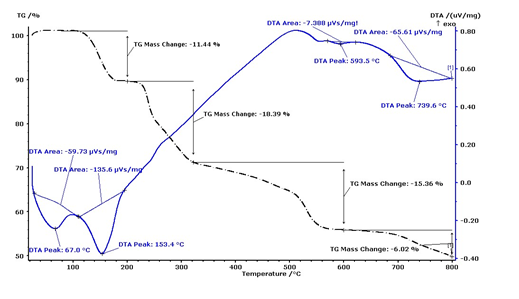 TG /%
DTA /(uV/mg)
↑ exo
DTA Area: -7.388 µVs/mg!
DTA Area: -65.61 µVs/mg
100
0.80
TG Mass Change: -11.44 %
DTA Peak: 593.5 °C
[1]
0.60
90
DTA Peak: 739.6 °C
TG Mass Change: -18.39 %
0.40
80
DTA Area: -59.73 µVs/mg
0.20
70
DTA Area: -135.6 µVs/mg
TG Mass Change: -15.36 %
0.0
60
-0.20
DTA Peak: 67.0 °C
DTA Peak: 153.4 °C
TG Mass Change: -6.02 %
50
-0.40
100 200 300 400 500 600 700 800
Temperature /°C